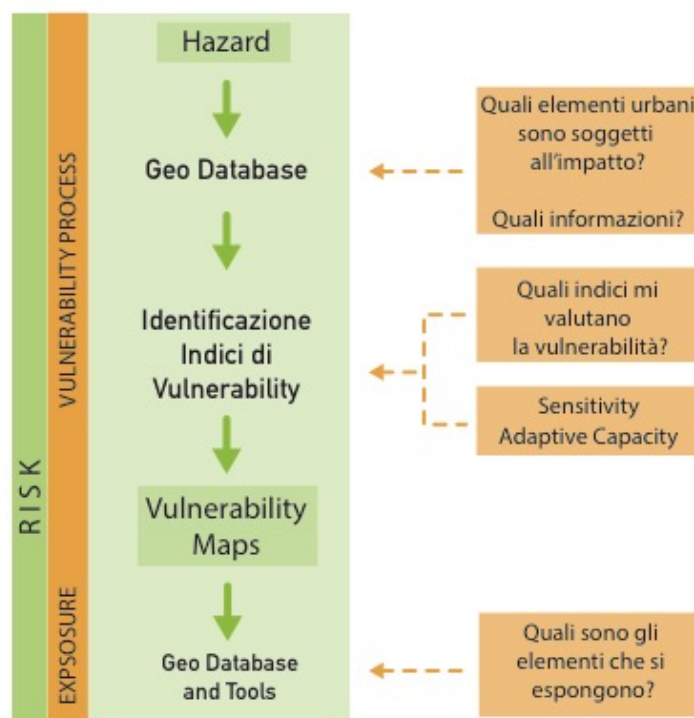 Hazard
Geo Database
Identificazione
Indici di
Vulnerability
Vulnerability
Maps
Geo Database
and Tools
RISK
VULNERABILITY PROCESS
EXPSOSURE
Quali elementi urbani
sono soggetti
all'impatto?
Quali informazioni?
Quali indici mi
valutano
la vulnerabilità?
Sensitivity
Adaptive Capacity
Quali sono gli
elementi che si
espongono?